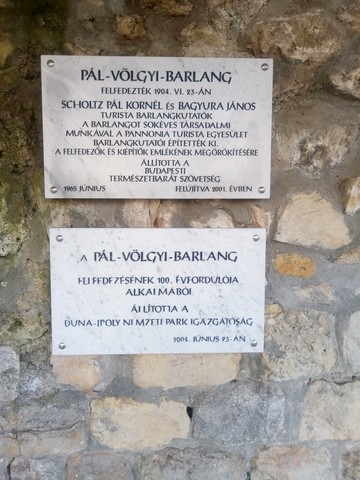 PÁL-VÖLGYI-BARLANG
FELFEDEZTÉK 1904. VI. 23-ÁN
SCHOLTZ PÁL KORNÉL ÉS BAGYURA JÁNOS
TURISTA BARLANGKUTATÓK
A BARLANGOT SOKÉVES TÁRSADALMI
MUNKÁVAL A PANNONIA TURISTA EGYESÜLET
BARLANGKUTATÓI ÉPÍTETTÉK KI.
A FELFEDEZŐK ÉS KIÉPÍTŐK EMLÉKÉNEK MEGÖRÖKÍTÉSÉRE
ÁLLÍTOTTA A
BUDAPESTI
TERMÉSZETBARÁT SZÖVETSÉG
1965 JÚNIUS FELÚJÍTVA 2001. ÉVBEN
A PÁL-VÖLGYI-BARLANG
FELFEDEZÉSÉNEK 100. ÉVFORDULÓJA
ALKALMÁBÓL
ÁLLÍTOTTA A
DUNA-IPOLY NEMZETI PARK IGAZGATÓSÁG
2004. JÚNIUS 23-ÁN